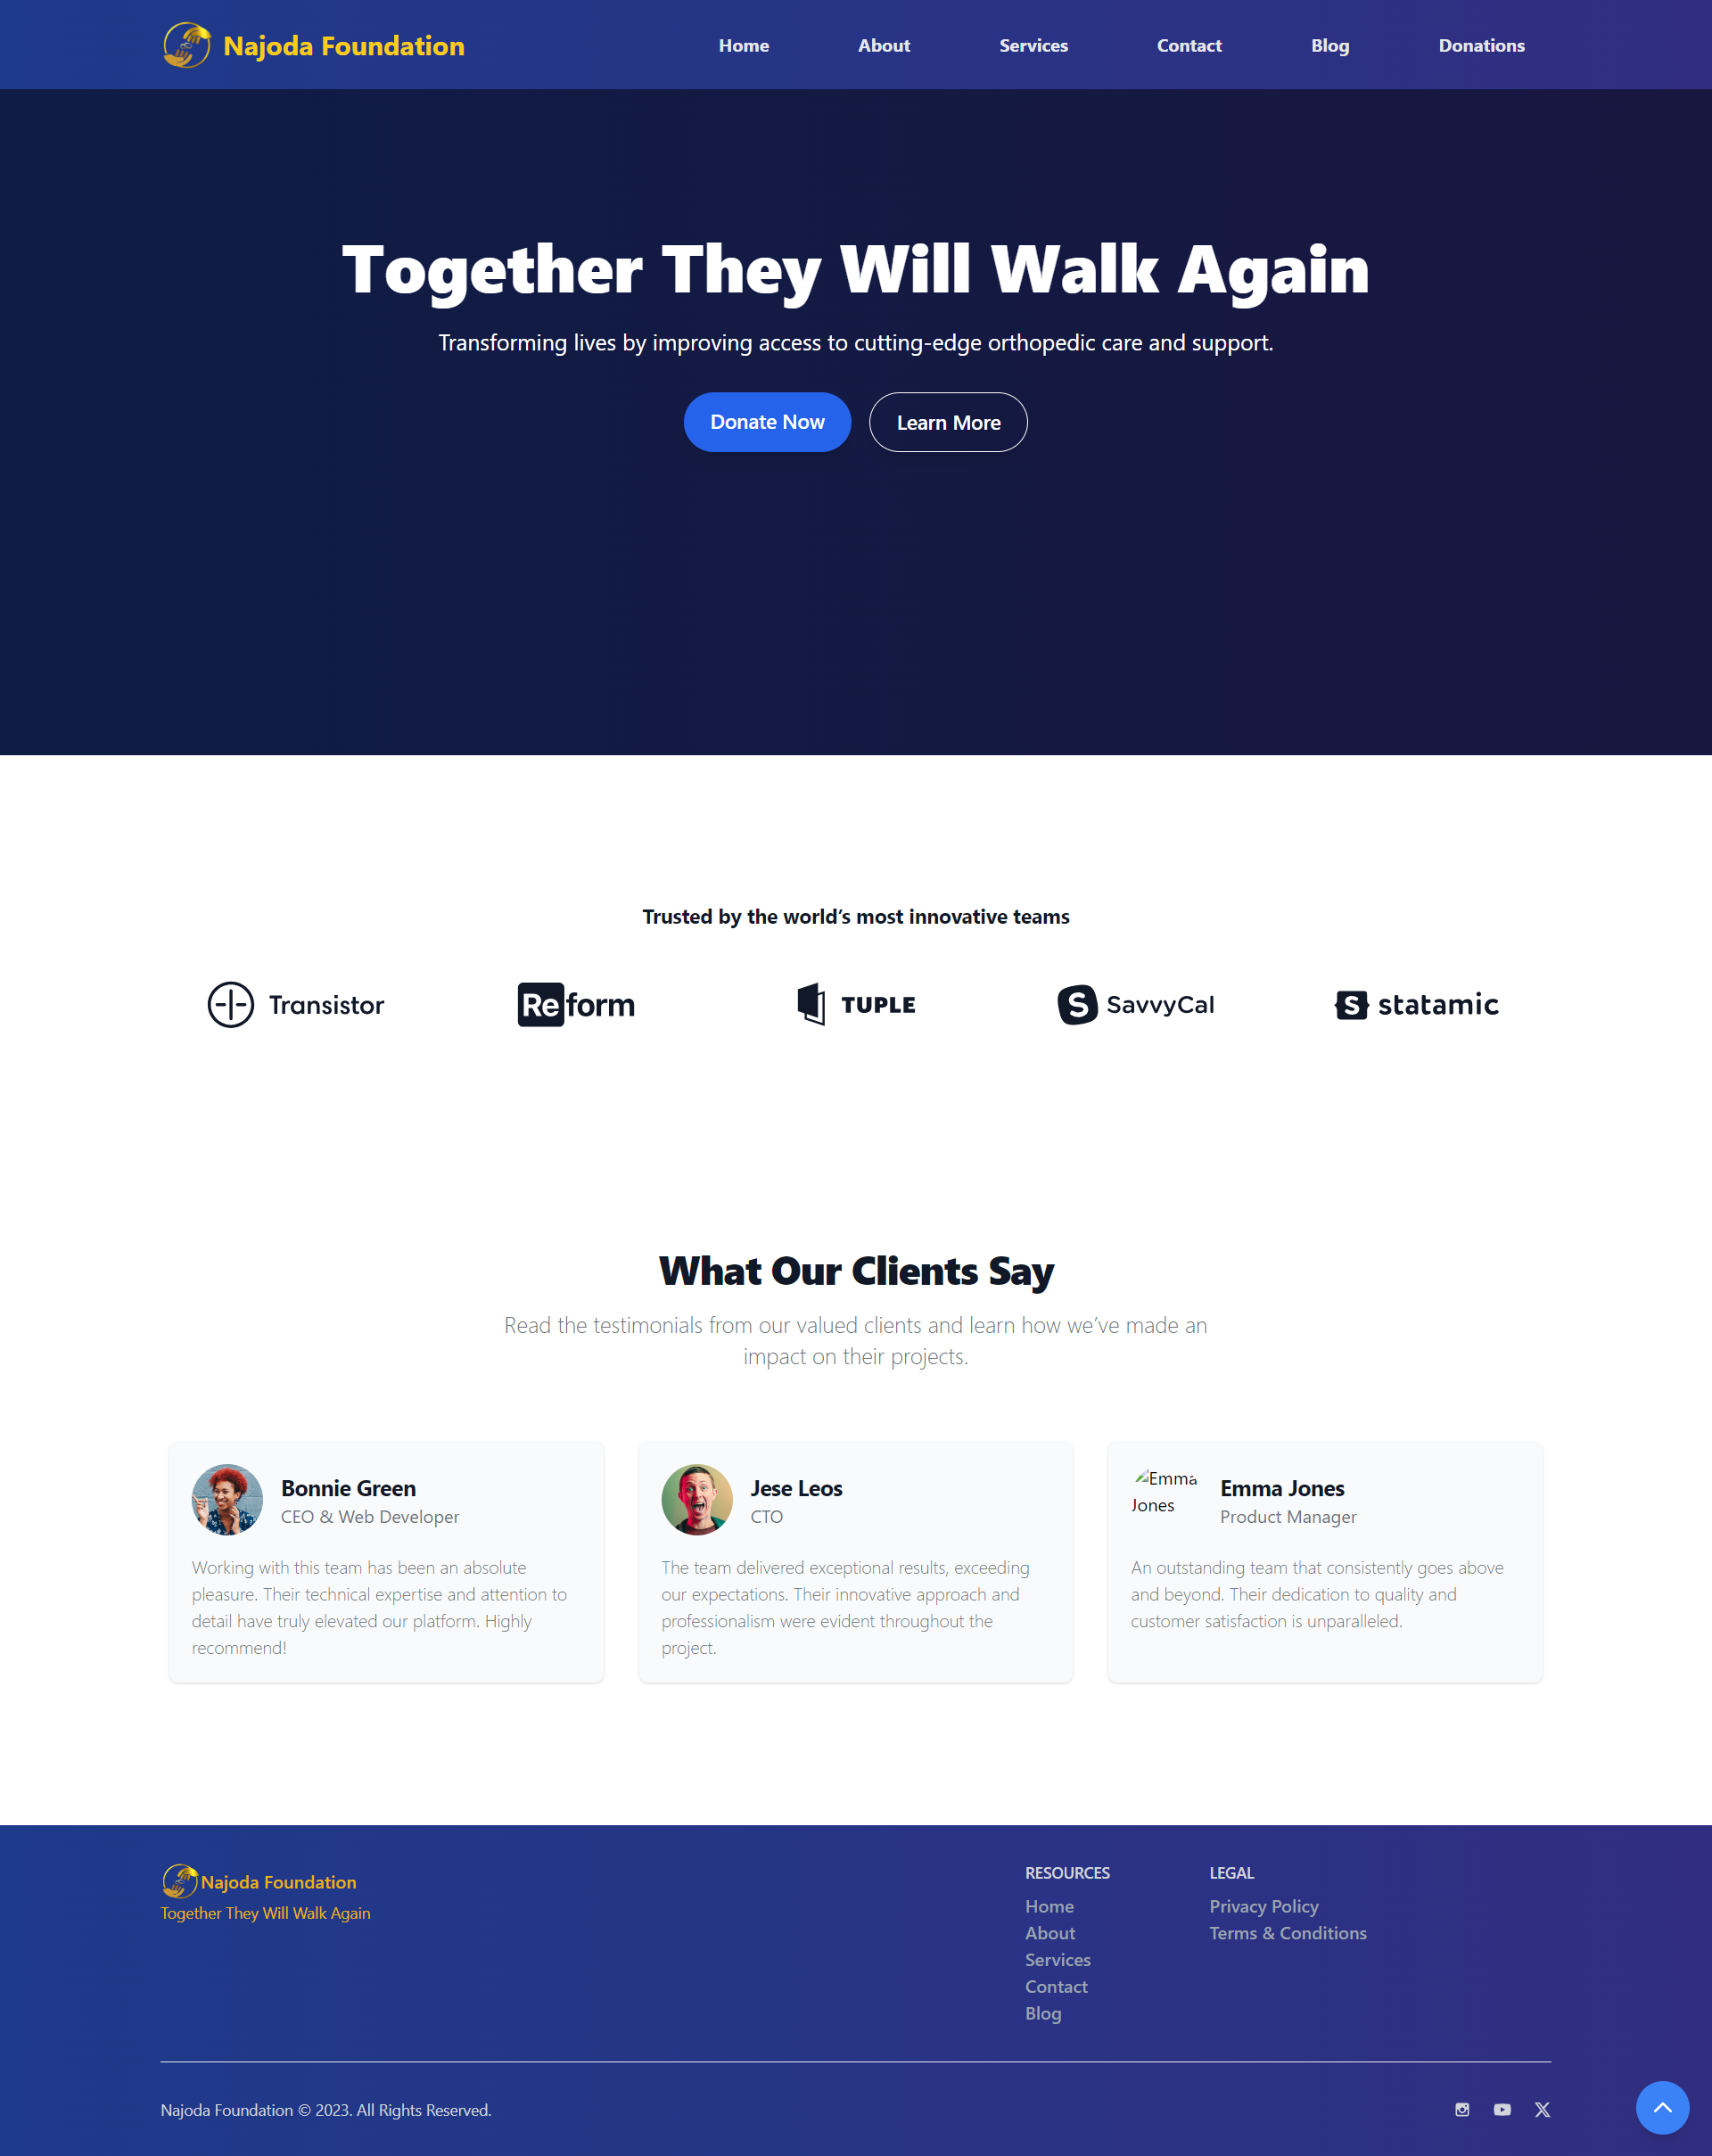 Najoda Foundation
Home
About
Services
Contact
Blog
Donations
Together They Will Walk Again
Transforming lives by improving access to cutting-edge orthopedic care and support.
Donate Now
Learn More
Trusted by the world’s most innovative teams
Transistor
Reform
TUPLE
SavvyCal
statamic
What Our Clients Say
Read the testimonials from our valued clients and learn how we’ve made an
impact on their projects.
Bonnie Green
CEO & Web Developer
Working with this team has been an absolute
pleasure. Their technical expertise and attention to
detail have truly elevated our platform. Highly
recommend!
Jese Leos
CTO
The team delivered exceptional results, exceeding
our expectations. Their innovative approach and
professionalism were evident throughout the
project.
Emma
Jones
Emma Jones
Product Manager
An outstanding team that consistently goes above
and beyond. Their dedication to quality and
customer satisfaction is unparalleled.
Najoda Foundation
Together They Will Walk Again
RESOURCES
Home
About
Services
Contact
Blog
LEGAL
Privacy Policy
Terms & Conditions
Najoda Foundation © 2023. All Rights Reserved.